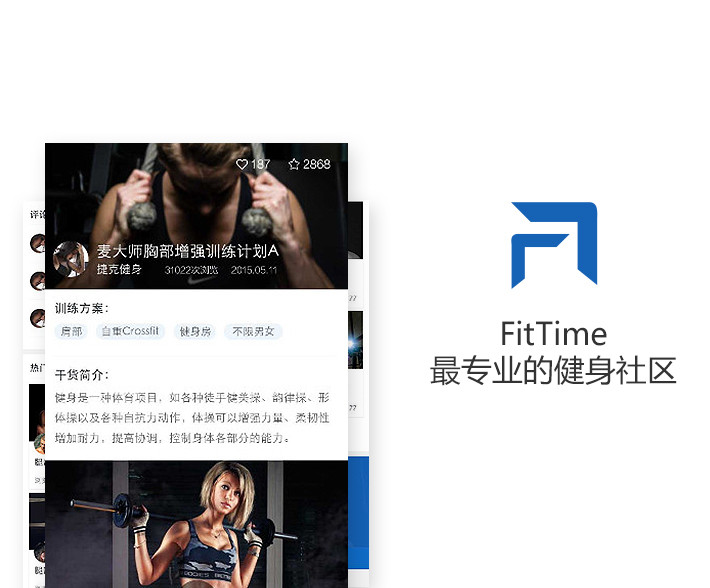 187 2868
麦大师胸部增强训练计划A
捷克健身 31022次浏览 2015.05.11
训练方案：
肩部 自重Crossfit 健身房 不限男女
干货简介：
健身是一种体育项目，如各种徒手健美操、韵律操、形
体操以及各种自抗力动作，体操可以增强力量、柔韧性
增加耐力，提高协调，控制身体各部分的能力。
FitTime
最专业的健身社区